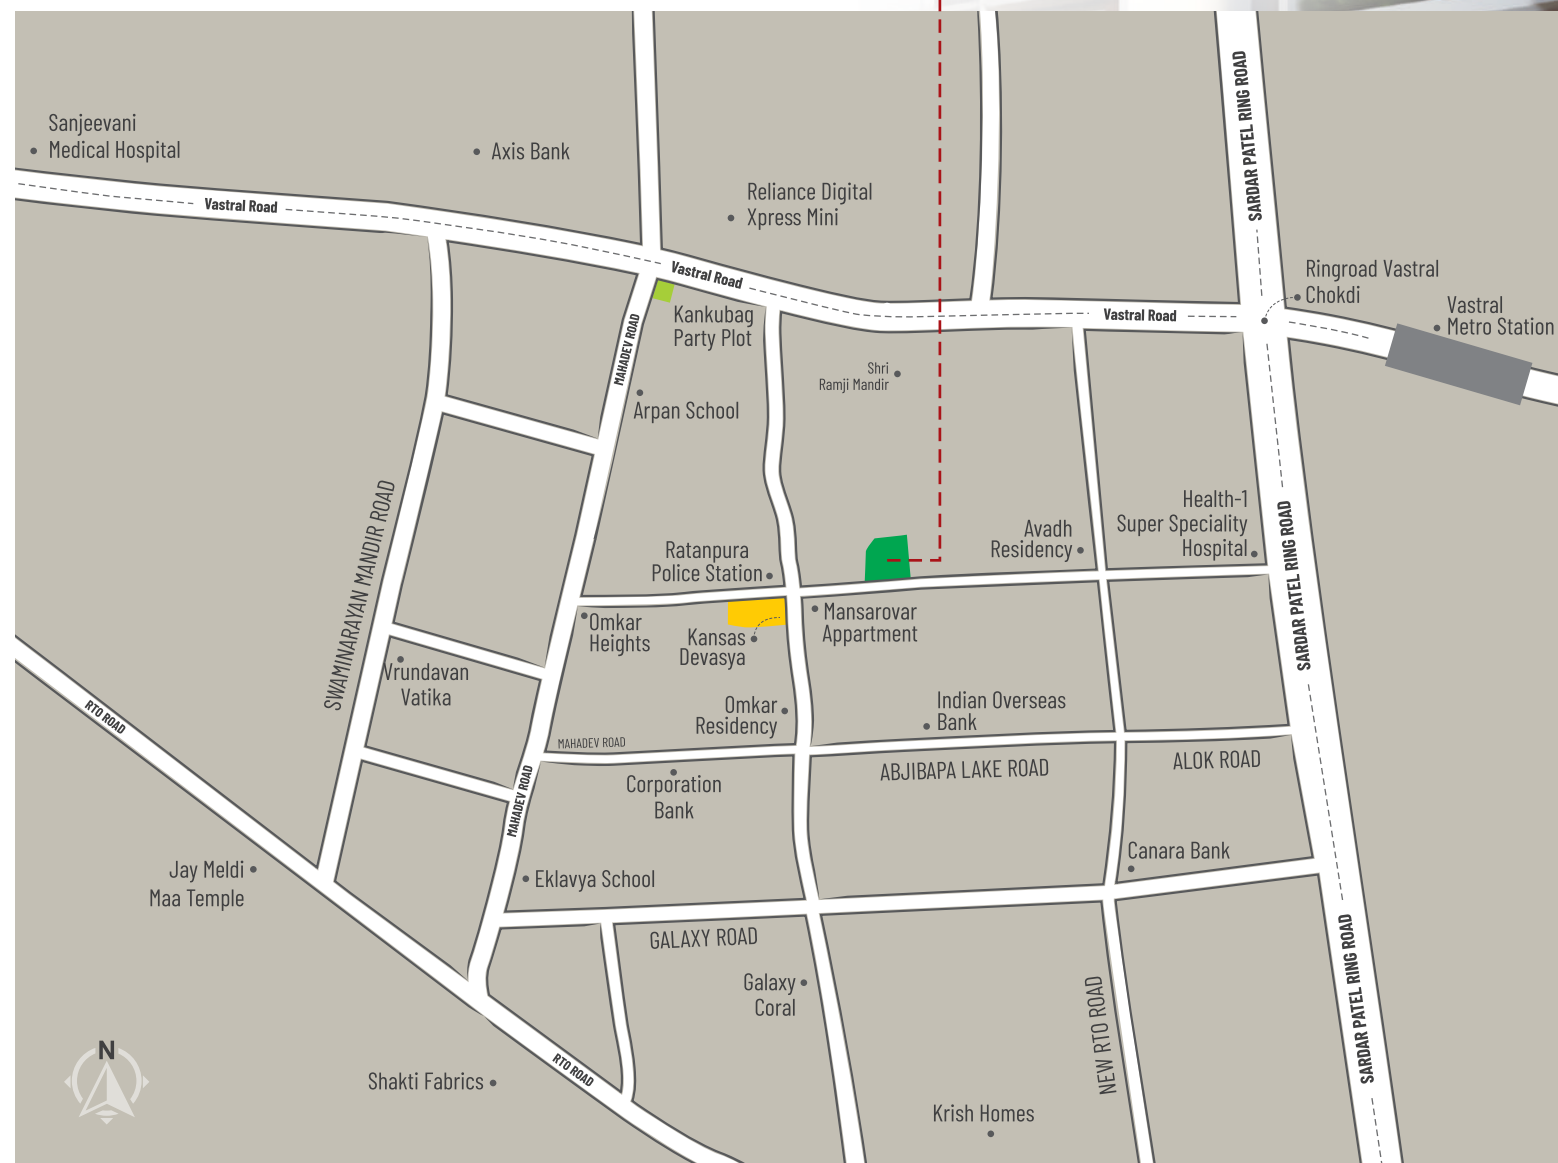 SARDAR PATEL RING ROAD
Sanjeevani
Medical Hospital
Axis Bank
Reliance Digital
Xpress Mini
Vastral Road
Vastral Road
Vastral Road
Ringroad Vastral
Chokdi
Vastral
Metro Station
Kankubag
Party Plot
MAHADEV ROAD
Shri
Ramji Mandir
Arpan School
SWAMINARAYAN MANDIR ROAD
Health-1
Super Speciality
Hospital
Avadh
Residency
SARDAR PATEL RING ROAD
Ratanpura
Police Station
Omkar
Heights
Kansas
Devasya
Mansarovar
Appartment
Vrundavan
Vatika
RTO ROAD
Omkar
Residency
Indian Overseas
Bank
MAHADEV ROAD
MAHADEV ROAD
Corporation
Bank
ABJIBAPA LAKE ROAD
ALOK ROAD
Jay Meldi
Maa Temple
Eklavya School
Canara Bank
GALAXY ROAD
SARDAR PATEL RING ROAD
Galaxy
Coral
NEW RTO ROAD
N
RTO ROAD
Shakti Fabrics
Krish Homes